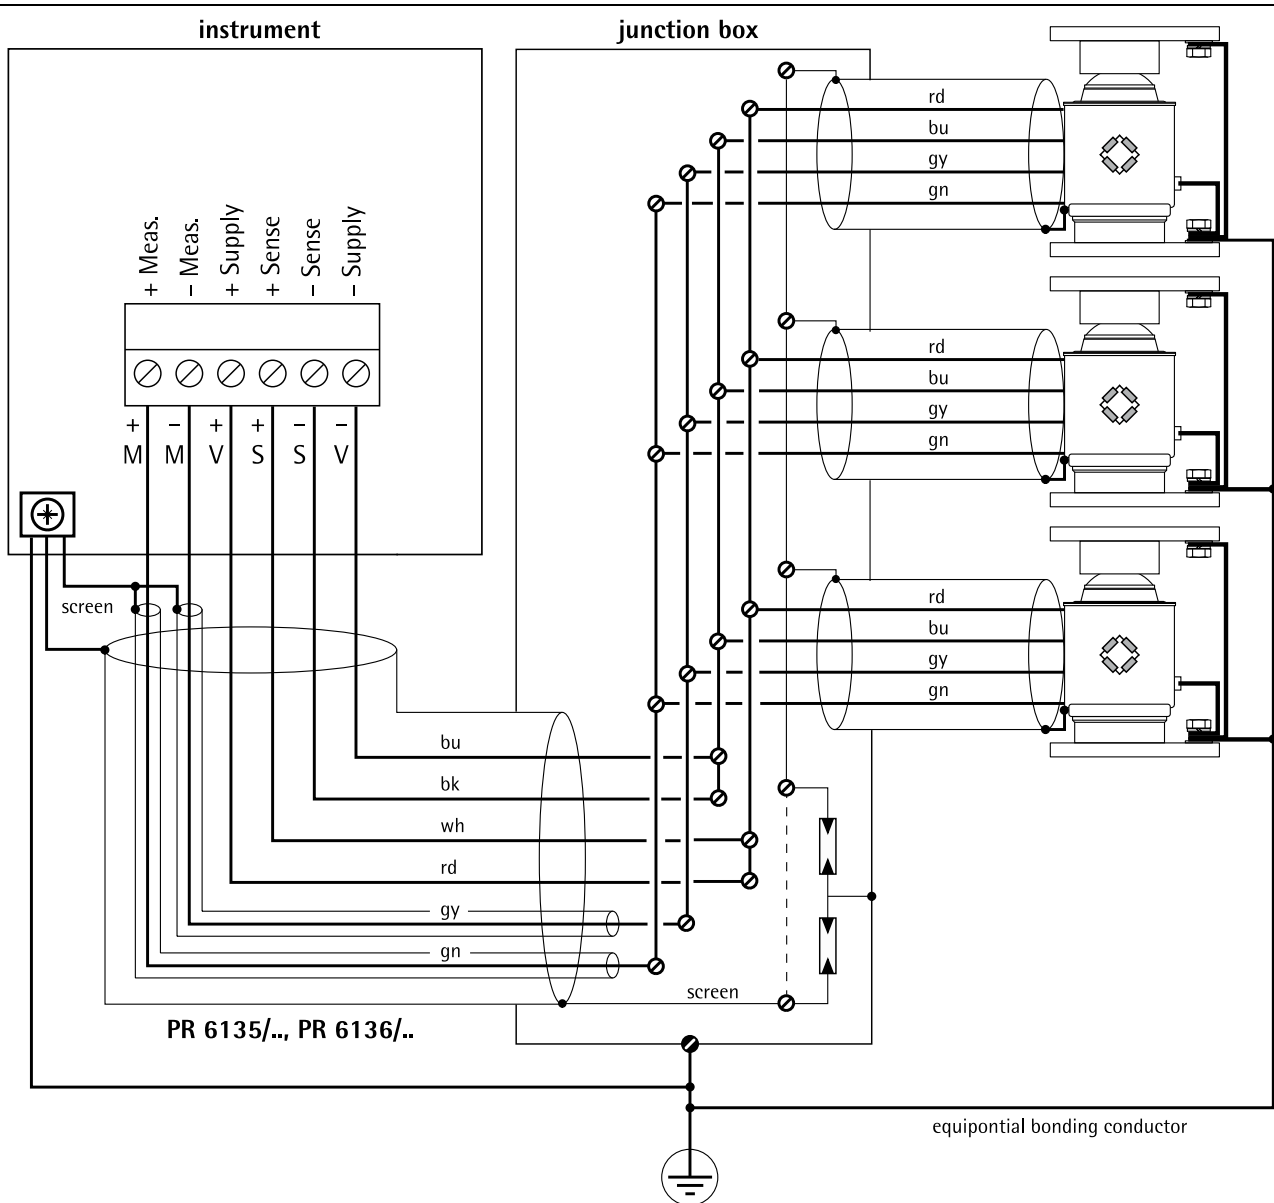 instrument
junction box
+ Meas.
– Meas.
+ Supply
+ Sense
– Sense
– Supply
+ – + + – –
M M V S S V
screen
rd
bu
gy
gn
rd
bu
gy
gn
rd
bu
gy
gn
bu
bk
wh
rd
gy
gn
screen
PR 6135/.., PR 6136/..
equipontial bonding conductor